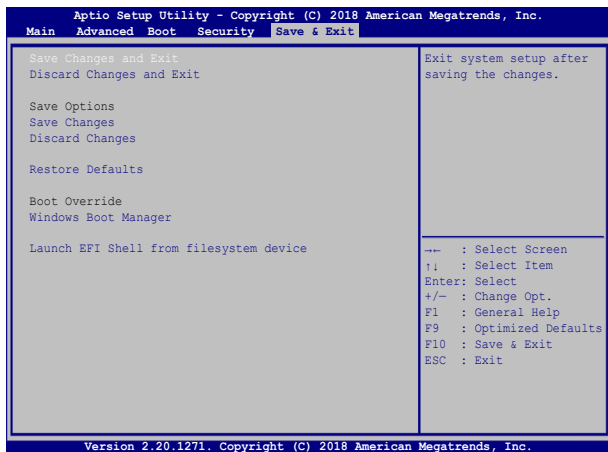 Aptio Setup Utility - Copyright (C) 2018 American Megatrends, Inc.
Main Advanced Boot Security Save & Exit
Save Changes and Exit
Discard Changes and Exit
Save Options
Save Changes
Discard Changes
Restore Defaults
Boot Override
Windows Boot Manager
Launch EFI Shell from filesystem device
Exit system setup after
saving the changes.
→← : Select Screen
↑↓ : Select Item
Enter: Select
+/— : Change Opt.
F1 : General Help
F9 : Optimized Defaults
F10 : Save & Exit
ESC : Exit
Version 2.20.1271. Copyright (C) 2018 American Megatrends, Inc.